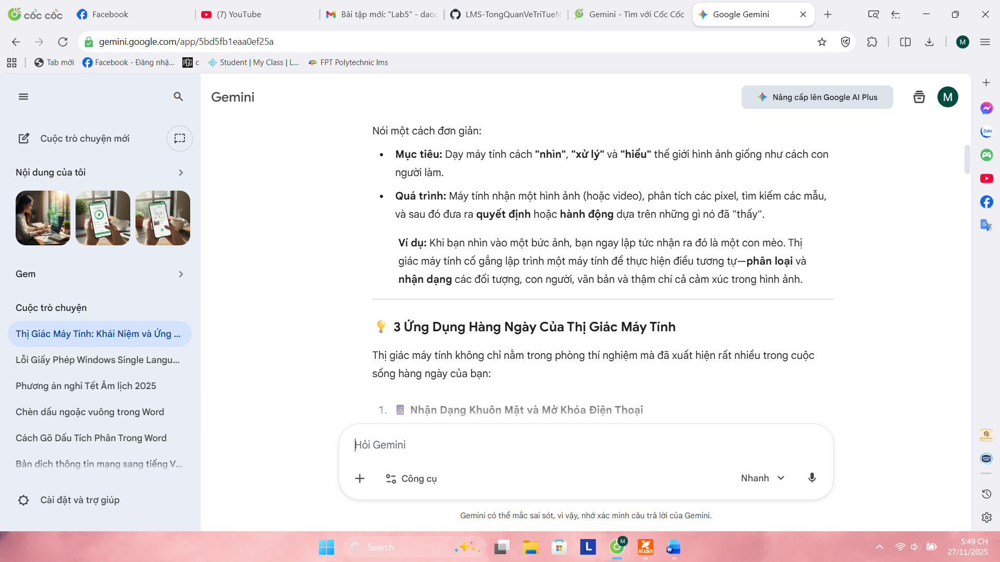 cốc cốc
Facebook
(7) YouTube
Bài tập mới: "Lab5" - daoc
LMS-TongQuanVeTriTueN
Gemini - Tìm với Cốc Cốc
Google Gemini
gemini.google.com/app/5bd5fb1eaa0ef25a
M
Tab mới
Facebook - Đăng nhậ...
PGG
c
Student | My Class | L...
FPT Polytechnic lms
Gemini
Nâng cấp lên Google AI Plus
M
Cuộc trò chuyện mới
Nội dung của tôi
Gem
Cuộc trò chuyện
Thị Giác Máy Tính: Khái Niệm và Ứng ...
Lỗi Giấy Phép Windows Single Langu...
Phương án nghỉ Tết Âm lịch 2025
Chèn dấu ngoặc vuông trong Word
Cách Gõ Dấu Tích Phân Trong Word
Bản dịch thông tin mạng sang tiếng V...
Cài đặt và trợ giúp
Nói một cách đơn giản:
• Mục tiêu: Dạy máy tính cách "nhìn", "xử lý" và "hiểu" thế giới hình ảnh giống như cách con
người làm.
• Quá trình: Máy tính nhận một hình ảnh (hoặc video), phân tích các pixel, tìm kiếm các mẫu,
và sau đó đưa ra quyết định hoặc hành động dựa trên những gì nó đã "thấy".
Ví dụ: Khi bạn nhìn vào một bức ảnh, bạn ngay lập tức nhận ra đó là một con mèo. Thị
giác máy tính cố gắng lập trình một máy tính để thực hiện điều tương tự—phân loại và
nhận dạng các đối tượng, con người, văn bản và thậm chí cả cảm xúc trong hình ảnh.
3 Ứng Dụng Hàng Ngày Của Thị Giác Máy Tính
Thị giác máy tính không chỉ nằm trong phòng thí nghiệm mà đã xuất hiện rất nhiều trong cuộc
sống hàng ngày của bạn:
1. Nhận Dạng Khuôn Mặt và Mở Khóa Điện Thoại
Hỏi Gemini
Công cụ
Nhanh
Gemini có thể mắc sai sót, vì vậy, nhớ xác minh câu trả lời của Gemini.
Zalo
Search
L
M
READER
W
5:49 CH
27/11/2025